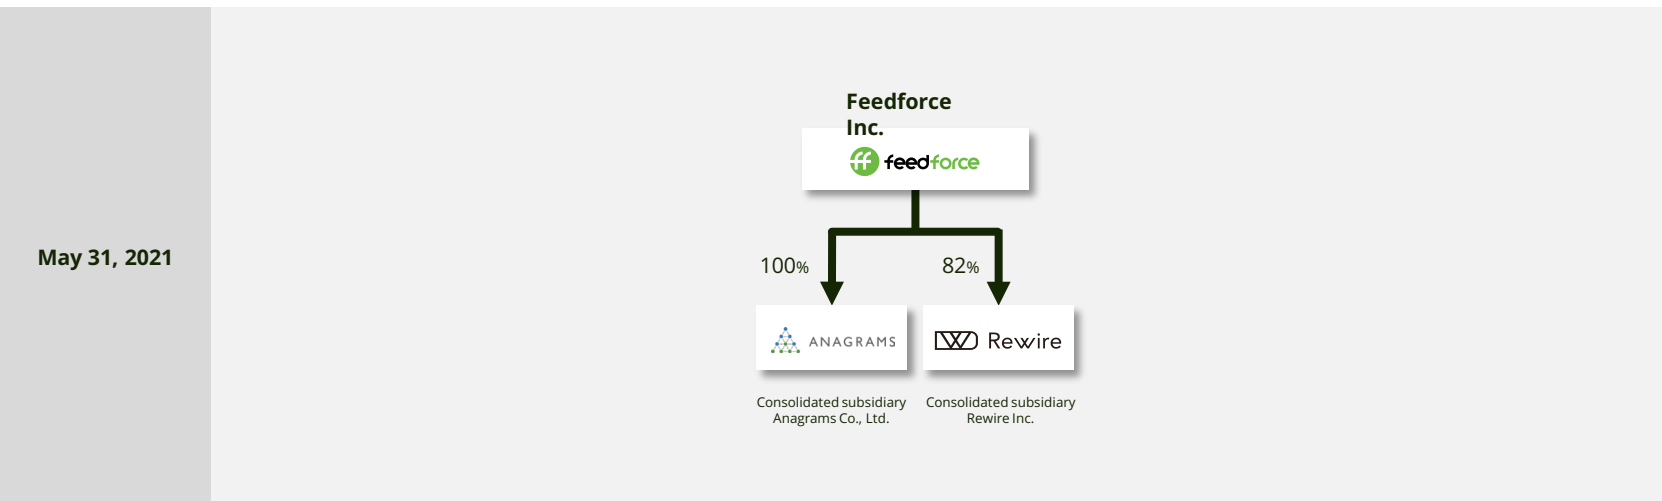 May 31, 2021
Feedforce
Inc.
feedforce
100%
82%
ANAGRAMS
Rewire
Consolidated subsidiary
Anagrams Co., Ltd.
Consolidated subsidiary
Rewire Inc.